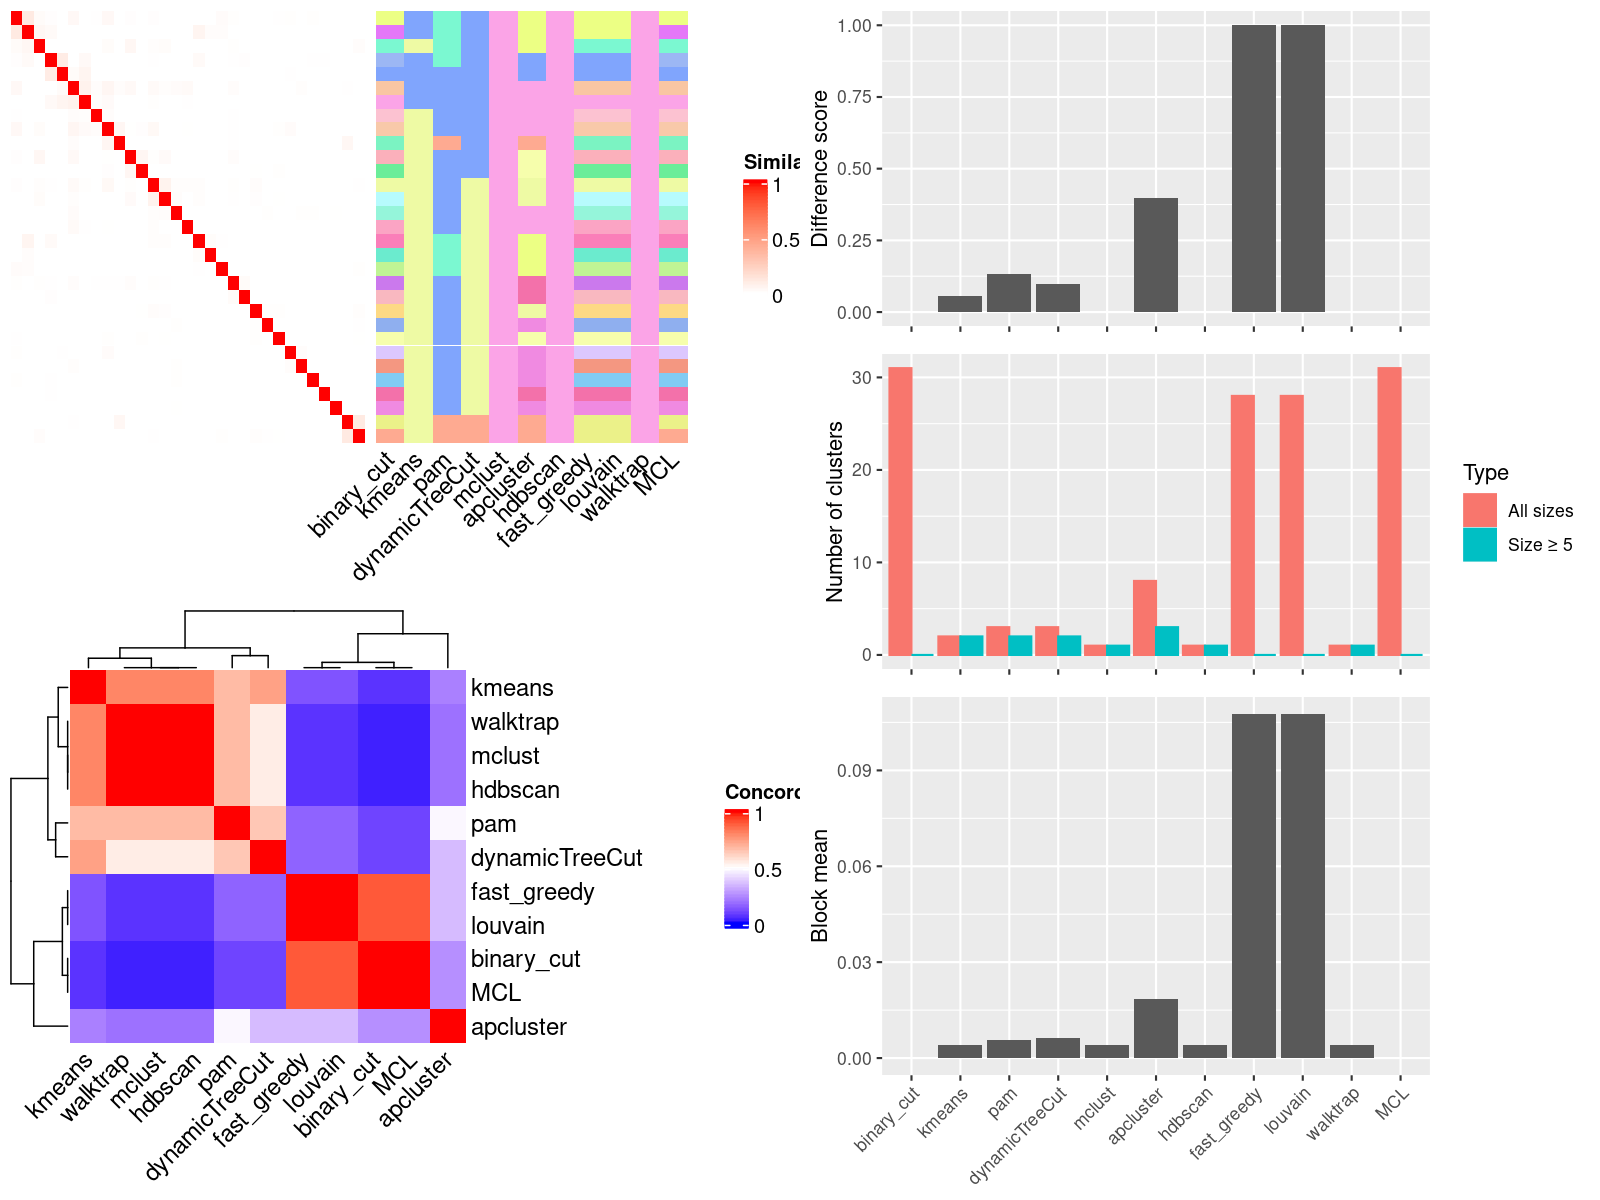 Simila
1
0.5
0
binary_cut
kmeans
pam
dynamicTreeCut
mclust
apcluster
hdbscan
fast_greedy
louvain
walktrap
MCL
Difference score
1.00
0.75
0.50
0.25
0.00
Number of clusters
30
20
10
0
Type
All sizes
Size ≥ 5
kmeans
walktrap
mclust
hdbscan
pam
dynamicTreeCut
fast_greedy
louvain
binary_cut
MCL
apcluster
Concord
1
0.5
0
kmeans
walktrap
mclust
hdbscan
pam
dynamicTreeCut
fast_greedy
louvain
binary_cut
MCL
apcluster
Block mean
0.09
0.06
0.03
0.00
binary_cut
kmeans
pam
dynamicTreeCut
mclust
apcluster
hdbscan
fast_greedy
louvain
walktrap
MCL